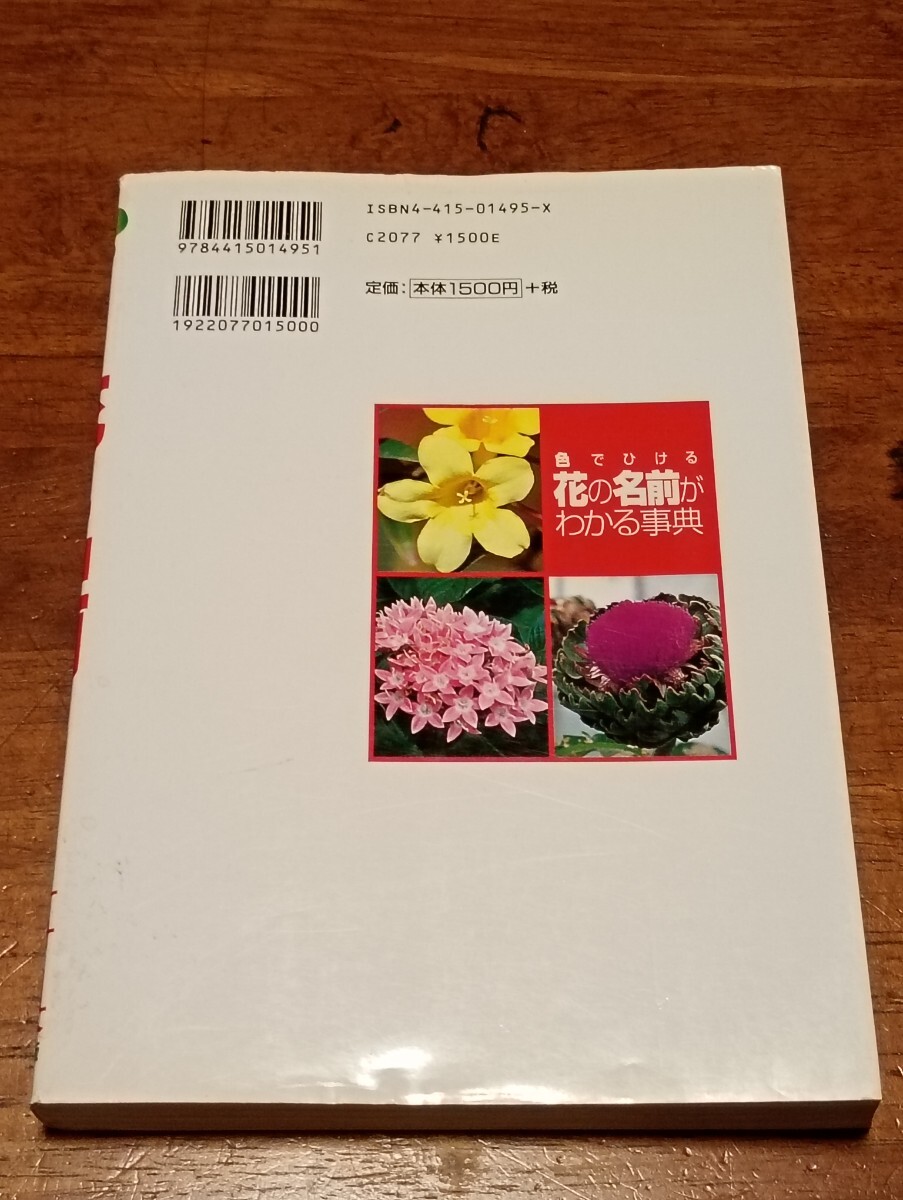 ISBN4-415-01495-X
9784415014951
C2077 ¥1500E
1922077015000
定価：本体1500円＋税
色でひける
花の名前が
わかる事典